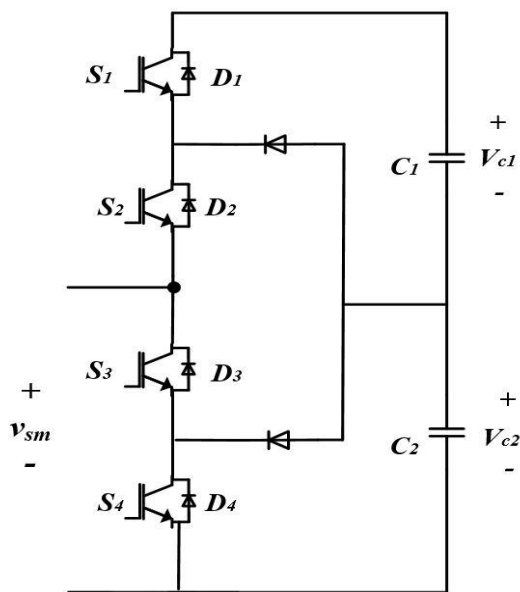 S1 D1
+
C1 Vc1
-
S2 D2
S3 D3
+
vsm
-
+
C2 Vc2
-
S4 D4